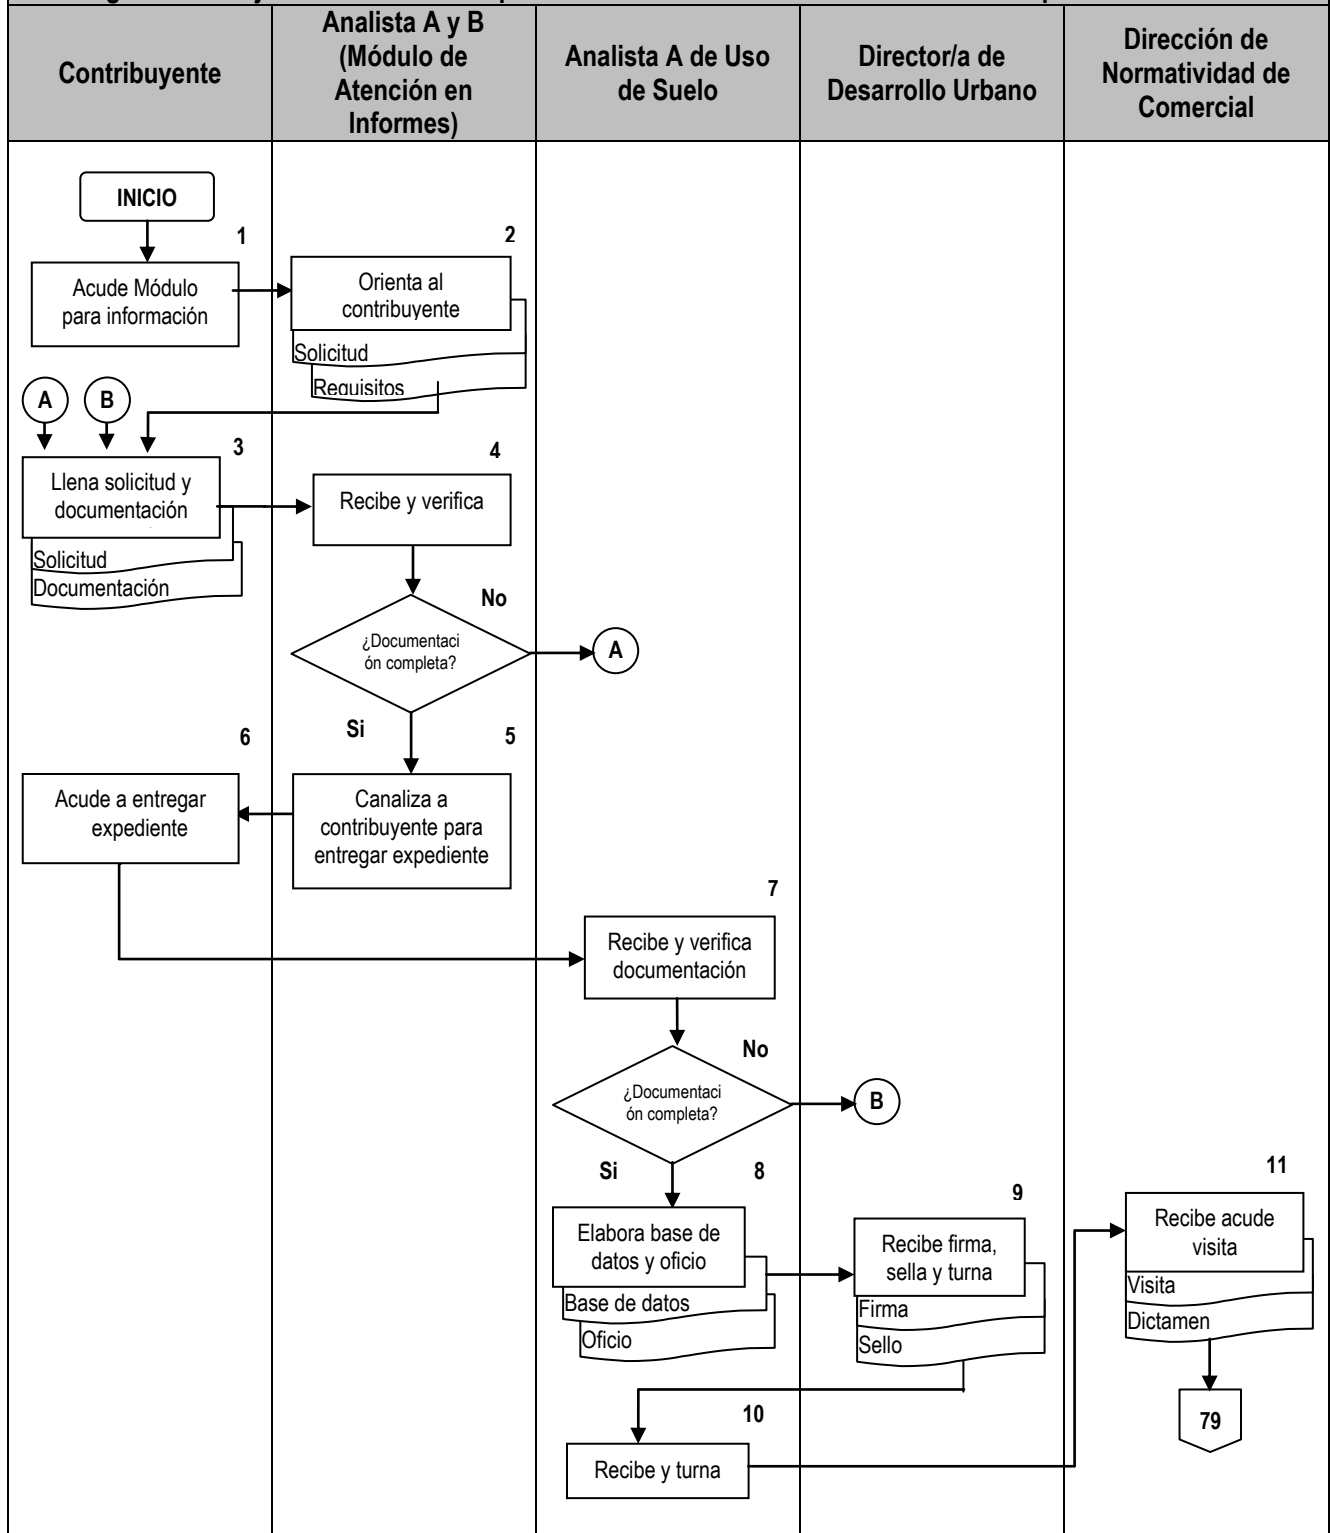 Contribuyente
Analista A y B
(Módulo de
Atención en
Informes)
Analista A de Uso
de Suelo
Director/a de
Desarrollo Urbano
Dirección de
Normatividad de
Comercial
INICIO
1
Acude Módulo
para información
2
Orienta al
contribuyente
Solicitud
Requisitos
A
B
3
Llena solicitud y
documentación
Solicitud
Documentación
4
Recibe y verifica
No
¿Documentaci
ón completa?
A
Si
5
6
Acude a entregar
expediente
Canaliza a
contribuyente para
entregar expediente
7
Recibe y verifica
documentación
No
¿Documentaci
ón completa?
B
Si
8
Elabora base de
datos y oficio
Base de datos
Oficio
9
Recibe firma,
sella y turna
Firma
Sello
10
Recibe y turna
11
Recibe acude
visita
Visita
Dictamen
79